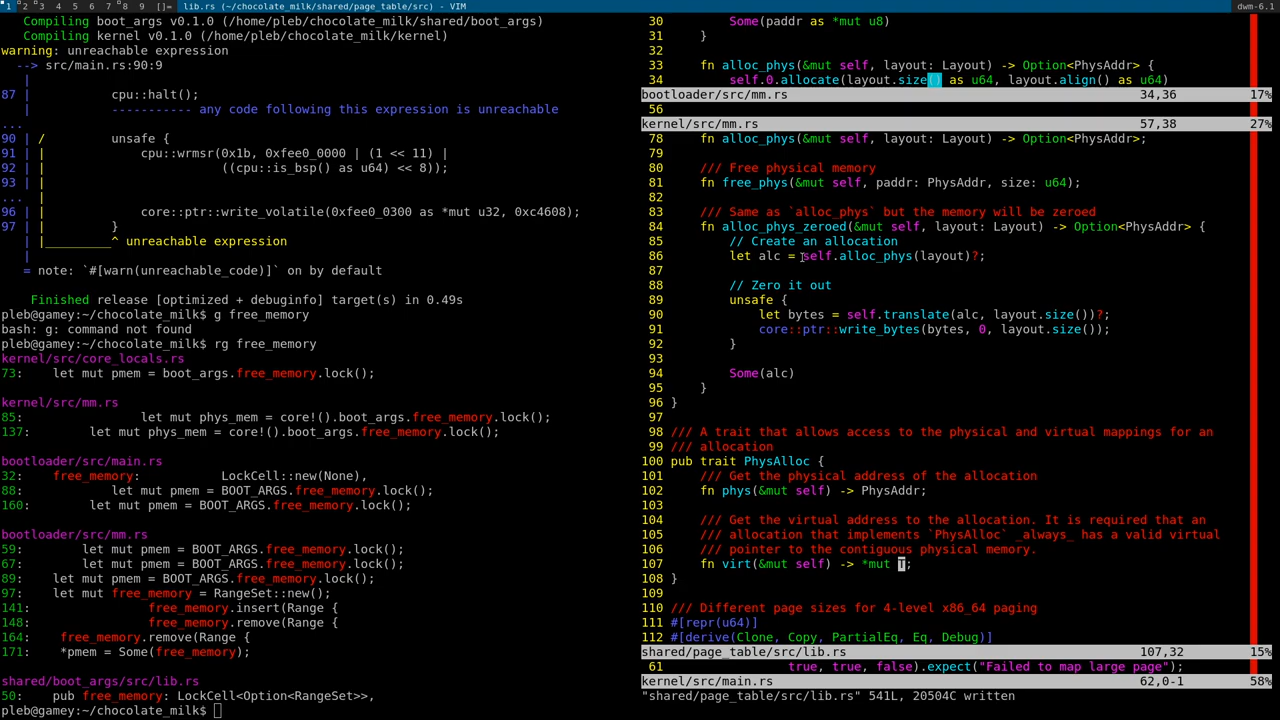 1 2 3 4 5 6 7 8 9 []= lib.rs (~/chocolate_milk/shared/page_table/src) - VIM dwm-6.1
   Compiling boot_args v0.1.0 (/home/pleb/chocolate_milk/shared/boot_args)
   Compiling kernel v0.1.0 (/home/pleb/chocolate_milk/kernel)
warning: unreachable expression
  --> src/main.rs:90:9
   |
87 |           cpu::halt();
   |           ----------- any code following this expression is unreachable
...
90 | /         unsafe {
91 | |             cpu::wrmsr(0x1b, 0xfee0_0000 | (1 << 11) |
92 | |                        ((cpu::is_bsp() as u64) << 8));
93 | |
... |
96 | |             core::ptr::write_volatile(0xfee0_0300 as *mut u32, 0xc4608);
97 | |         }
   | |_________^ unreachable expression
   |
   = note: `#[warn(unreachable_code)]` on by default

    Finished release [optimized + debuginfo] target(s) in 0.49s
pleb@gamey:~/chocolate_milk$ g free_memory
bash: g: command not found
pleb@gamey:~/chocolate_milk$ rg free_memory
kernel/src/core_locals.rs
73:    let mut pmem = boot_args.free_memory.lock();

kernel/src/mm.rs
85:            let mut phys_mem = core!().boot_args.free_memory.lock();
137:        let mut phys_mem = core!().boot_args.free_memory.lock();

bootloader/src/main.rs
32:    free_memory:           LockCell::new(None),
88:        let mut pmem = BOOT_ARGS.free_memory.lock();
160:        let mut pmem = BOOT_ARGS.free_memory.lock();

bootloader/src/mm.rs
59:        let mut pmem = BOOT_ARGS.free_memory.lock();
67:        let mut pmem = BOOT_ARGS.free_memory.lock();
89:    let mut pmem = BOOT_ARGS.free_memory.lock();
97:    let mut free_memory = RangeSet::new();
141:                free_memory.insert(Range {
148:                free_memory.remove(Range {
164:    free_memory.remove(Range {
171:    *pmem = Some(free_memory);

shared/boot_args/src/lib.rs
50:    pub free_memory: LockCell<Option<RangeSet>>,
pleb@gamey:~/chocolate_milk$
 30         Some(paddr as *mut u8)
 31     }
 32
 33     fn alloc_phys(&mut self, layout: Layout) -> Option<PhysAddr> {
 34         self.0.allocate(layout.size() as u64, layout.align() as u64)
bootloader/src/mm.rs 34,36 17%
 56
kernel/src/mm.rs 57,38 27%
 78     fn alloc_phys(&mut self, layout: Layout) -> Option<PhysAddr>;
 79
 80     /// Free physical memory
 81     fn free_phys(&mut self, paddr: PhysAddr, size: u64);
 82
 83     /// Same as `alloc_phys` but the memory will be zeroed
 84     fn alloc_phys_zeroed(&mut self, layout: Layout) -> Option<PhysAddr> {
 85         // Create an allocation
 86         let alc = self.alloc_phys(layout)?;
 87
 88         // Zero it out
 89         unsafe {
 90             let bytes = self.translate(alc, layout.size())?;
 91             core::ptr::write_bytes(bytes, 0, layout.size());
 92         }
 93
 94         Some(alc)
 95     }
 96 }
 97
 98 /// A trait that allows access to the physical and virtual mappings for an
 99 /// allocation
100 pub trait PhysAlloc {
101     /// Get the physical address of the allocation
102     fn phys(&mut self) -> PhysAddr;
103
104     /// Get the virtual address to the allocation. It is required that an
105     /// allocation that implements `PhysAlloc` _always_ has a valid virtual
106     /// pointer to the contiguous physical memory.
107     fn virt(&mut self) -> *mut T;
108 }
109
110 /// Different page sizes for 4-level x86_64 paging
111 #[repr(u64)]
112 #[derive(Clone, Copy, PartialEq, Eq, Debug)]
shared/page_table/src/lib.rs 107,32 15%
 61                 true, true, false).expect("Failed to map large page");
kernel/src/main.rs 62,0-1 58%
"shared/page_table/src/lib.rs" 541L, 20504C written